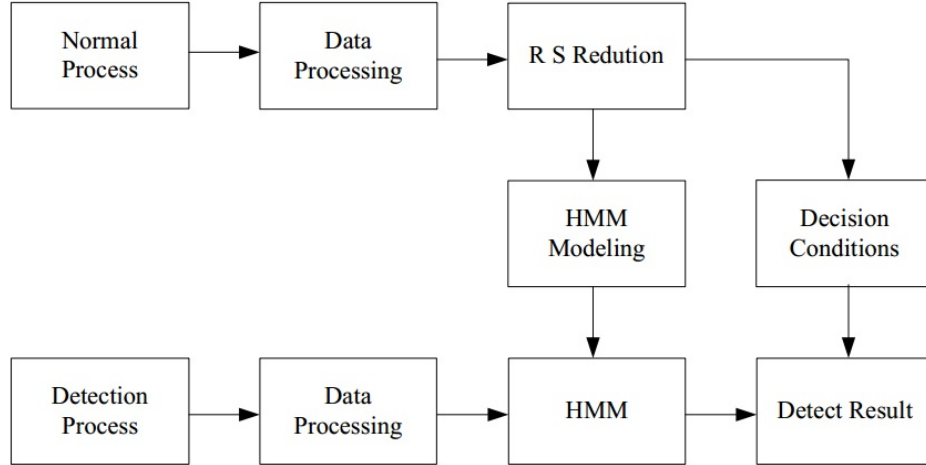 Normal
Process
Data
Processing
R S Redution
HMM
Modeling
Decision
Conditions
Detection
Process
Data
Processing
HMM
Detect Result